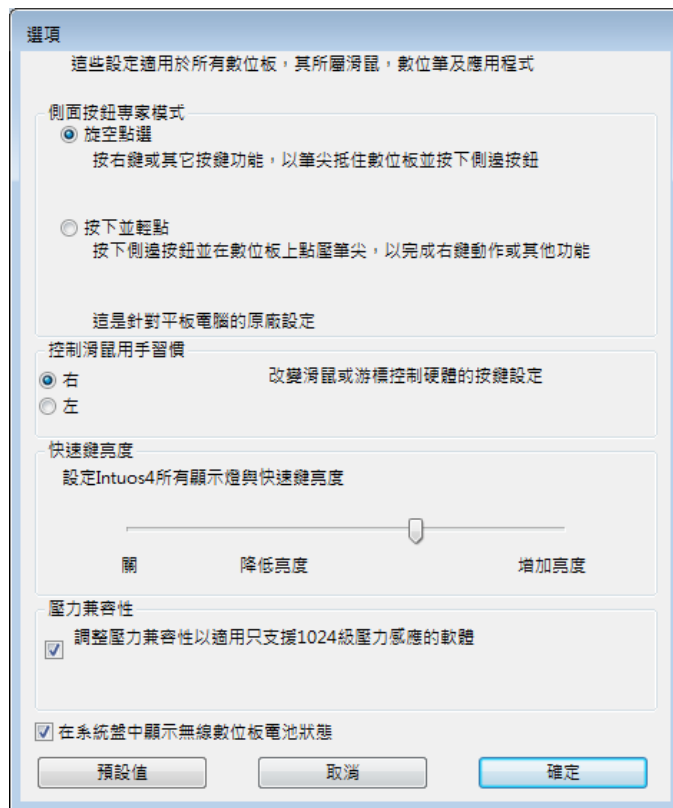 選項
這些設定適用於所有數位板，其所屬滑鼠，數位筆及應用程式
側面按鈕專家模式
旋空點選
按右鍵或其它按鍵功能，以筆尖抵住數位板並按下側邊按鈕
按下並輕點
按下側邊按鈕並在數位板上點壓筆尖，以完成右鍵動作或其他功能
這是針對平板電腦的原廠設定
控制滑鼠用手習慣
右
改變滑鼠或游標控制硬體的按鍵設定
左
快速鍵亮度
設定Intuos4所有顯示燈與快速鍵亮度
關 降低亮度 增加亮度
壓力兼容性
調整壓力兼容性以適用只支援1024級壓力感應的軟體
在系統盤中顯示無線數位板電池狀態
預設值 取消 確定